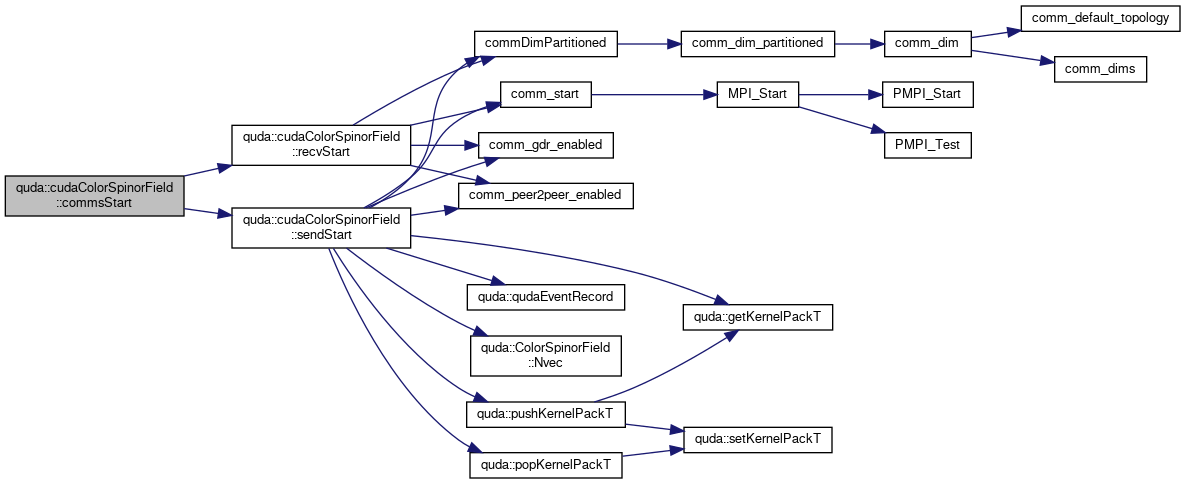 comm_default_topology
commDimPartitioned
comm_dim_partitioned
comm_dim
comm_dims
comm_start
MPI_Start
PMPI_Start
quda::cudaColorSpinorField
::recvStart
comm_gdr_enabled
PMPI_Test
quda::cudaColorSpinorField
::commsStart
comm_peer2peer_enabled
quda::cudaColorSpinorField
::sendStart
quda::qudaEventRecord
quda::getKernelPackT
quda::ColorSpinorField
::Nvec
quda::pushKernelPackT
quda::setKernelPackT
quda::popKernelPackT